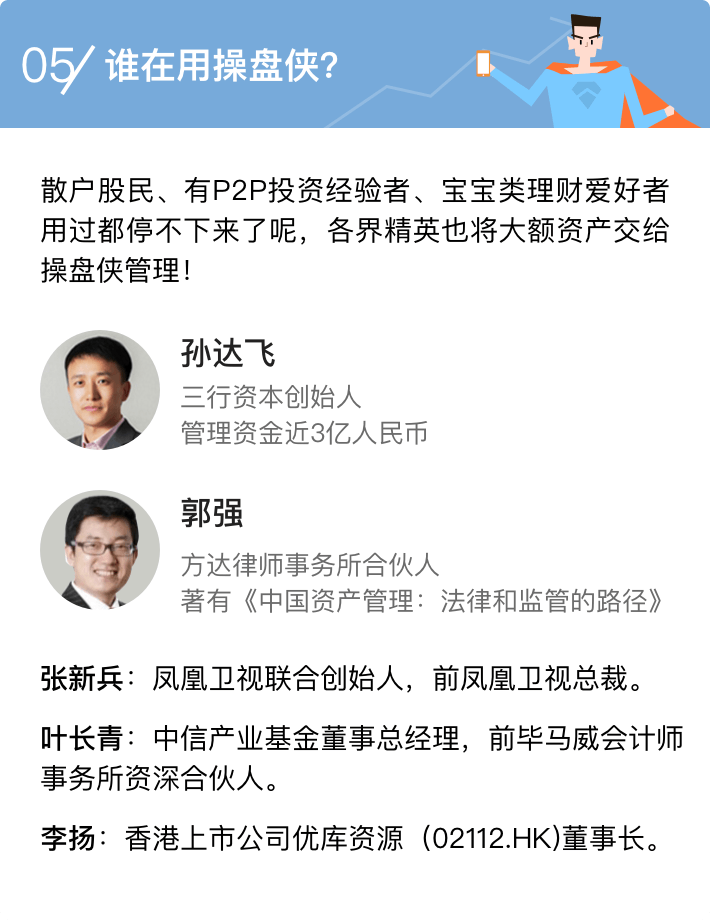 05/ 谁在用操盘侠?
散户股民、有P2P投资经验者、宝宝类理财爱好者
用过都停不下来了呢，各界精英也将大额资产交给
操盘侠管理！
孙达飞
三行资本创始人
管理资金近3亿人民币
郭强
方达律师事务所合伙人
著有《中国资产管理：法律和监管的路径》
张新兵：凤凰卫视联合创始人，前凤凰卫视总裁。
叶长青：中信产业基金董事总经理，前毕马威会计师
事务所资深合伙人。
李扬：香港上市公司优库资源（02112.HK)董事长。